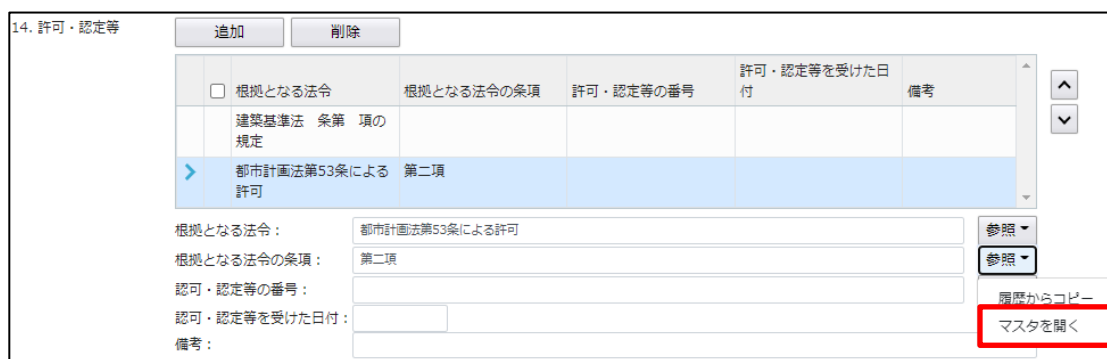 14. 許可・認定等
追加 削除
根拠となる法令 根拠となる法令の条項 許可・認定等の番号 許可・認定等を受けた日付 備考
建築基準法 条第 項の
規定
都市計画法第53条による 第二項
許可
根拠となる法令: 都市計画法第53条による許可 参照
根拠となる法令の条項: 第二項 参照
認可・認定等の番号:
履歴からコピー
認可・認定等を受けた日付:
マスタを開く
備考: